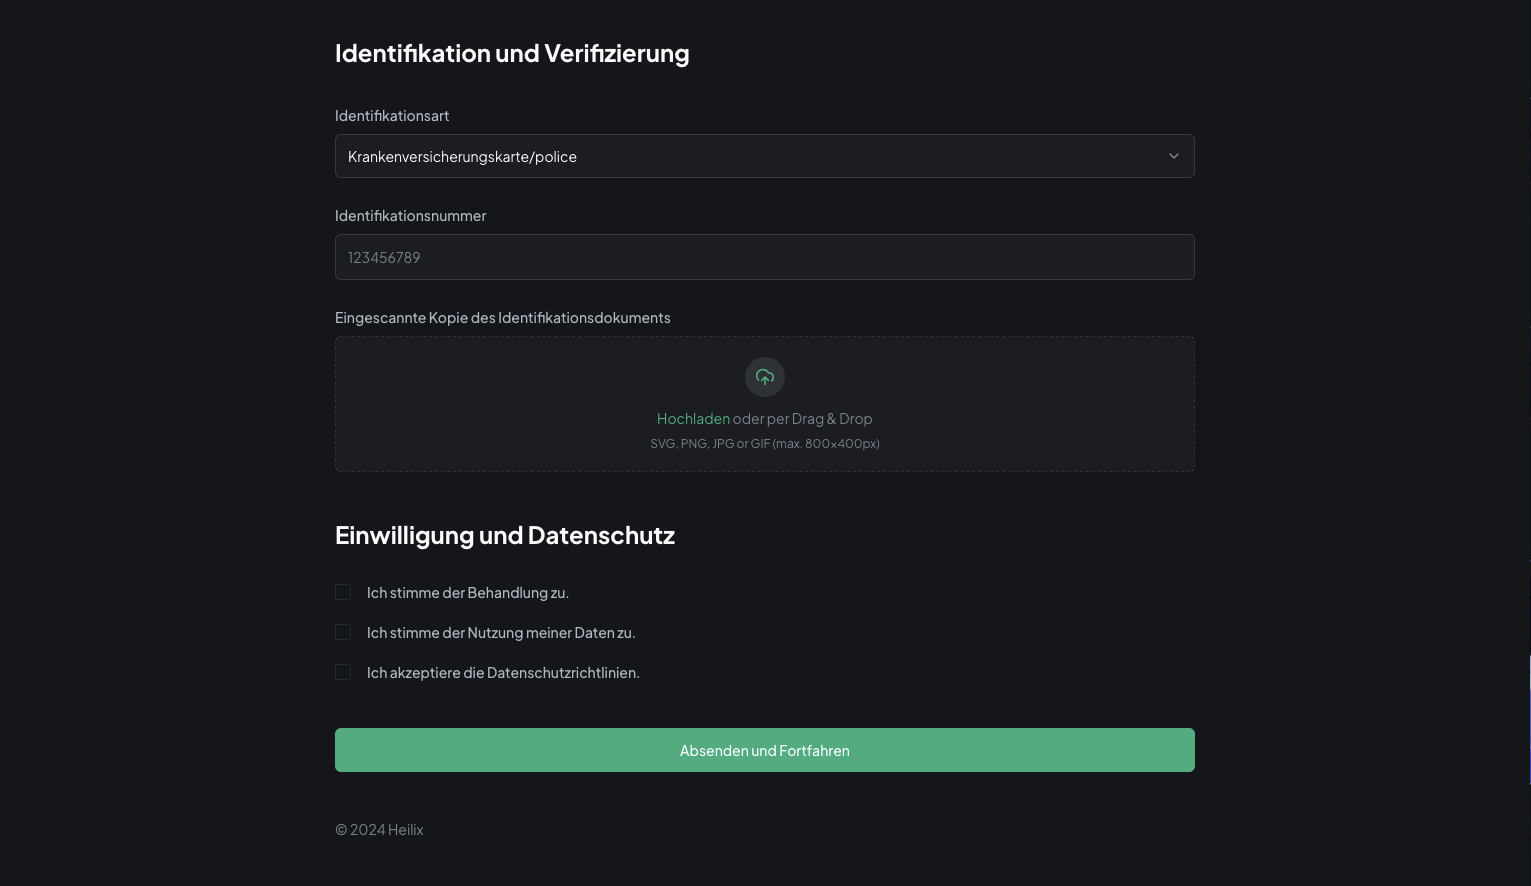 Identifikation und Verifizierung
Identifikationsart
Krankenversicherungskarte/police
Identifikationsnummer
123456789
Eingescannte Kopie des Identifikationsdokuments
Hochladen oder per Drag & Drop
SVG, PNG, JPG or GIF (max. 800x400px)
Einwilligung und Datenschutz
Ich stimme der Behandlung zu.
Ich stimme der Nutzung meiner Daten zu.
Ich akzeptiere die Datenschutzrichtlinien.
Absenden und Fortfahren
© 2024 Heilix